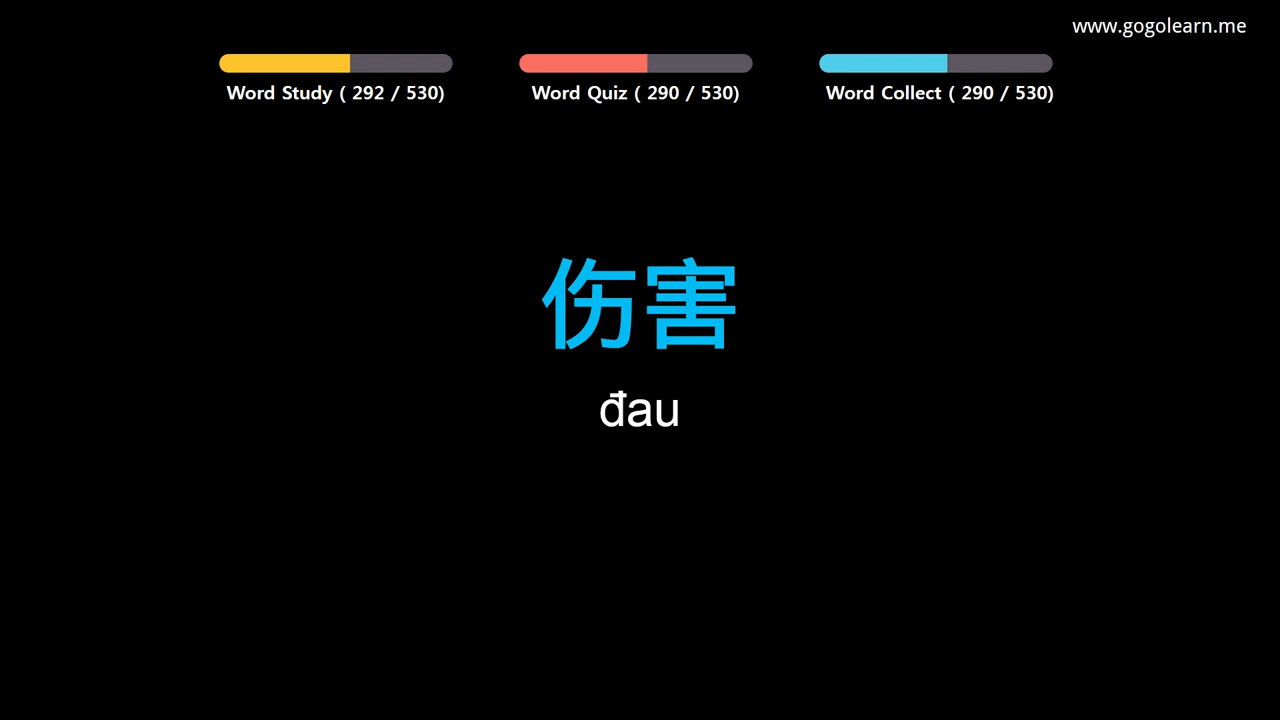 www.gogolearn.me
Word Study ( 292 / 530)
Word Quiz ( 290 / 530)
Word Collect ( 290 / 530)
伤害
đau